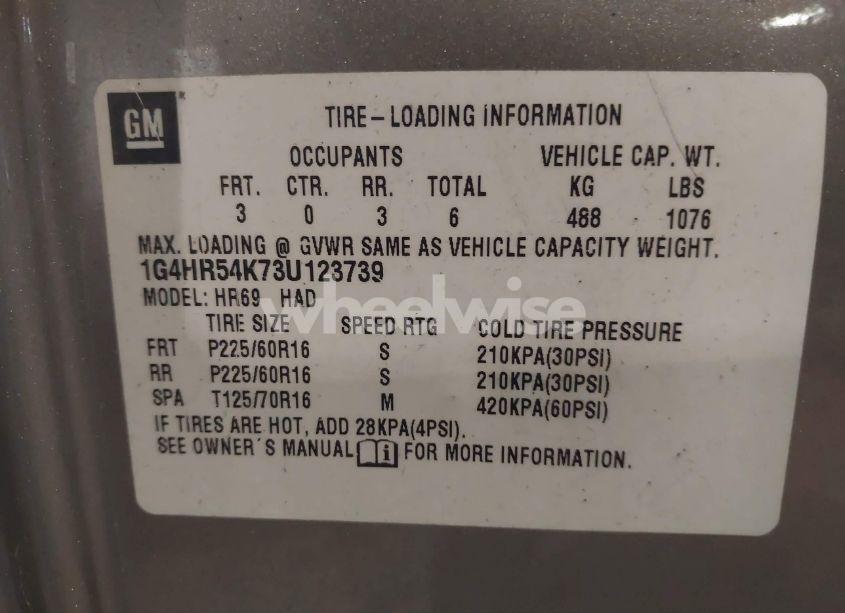 GM
TIRE-LOADING INFORMATION
OCCUPANTS VEHICLE CAP. WT.
FRT. CTR. RR. TOTAL KG LBS
3 0 3 6 488 1076
MAX. LOADING @ GVWR SAME AS VEHICLE CAPACITY WEIGHT.
1G4HR54K73U123739
MODEL: HR69 HAD
wheelwise
TIRE SIZE SPEED RTG COLD TIRE PRESSURE
FRT P225/60R16 S 210KPA(30PSI)
RR P225/60R16 S 210KPA(30PSI)
SPA T125/70R16 M 420KPA(60PSI)
IF TIRES ARE HOT, ADD 28KPA(4PSI).
SEE OWNER'S MANUAL i FOR MORE INFORMATION.